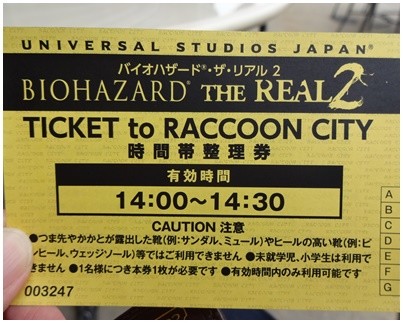 UNIVERSAL STUDIOS JAPAN®
バイオハザード®・ザ・リアル 2
BIOHAZARD® THE REAL 2
TICKET to RACCOON CITY
時間帯整理券
有効時間
14:00～14:30
CAUTION 注意
●つま先やかかとが露出した靴(例:サンダル、ミュール)やヒールの高い靴(例:ピ
ンヒール、ウェッジソール)等ではご利用できません ●未就学児、小学生は利用で
きません ●1名様につき本券1枚が必要です ●有効時間内のみ利用可能です
003247
A
B
C
D
E
F
G